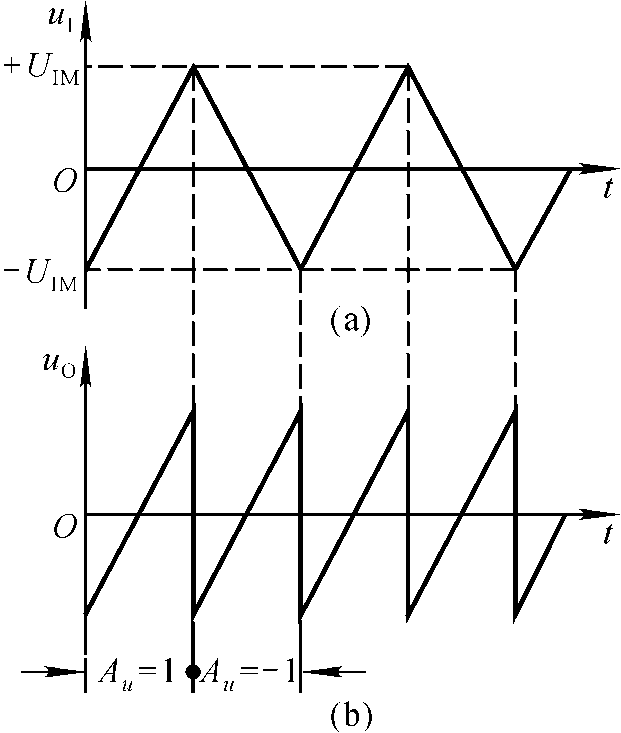 u_I
+U_IM
O
t
-U_IM
(a)
u_O
O
t
A_u=1
A_u=-1
(b)